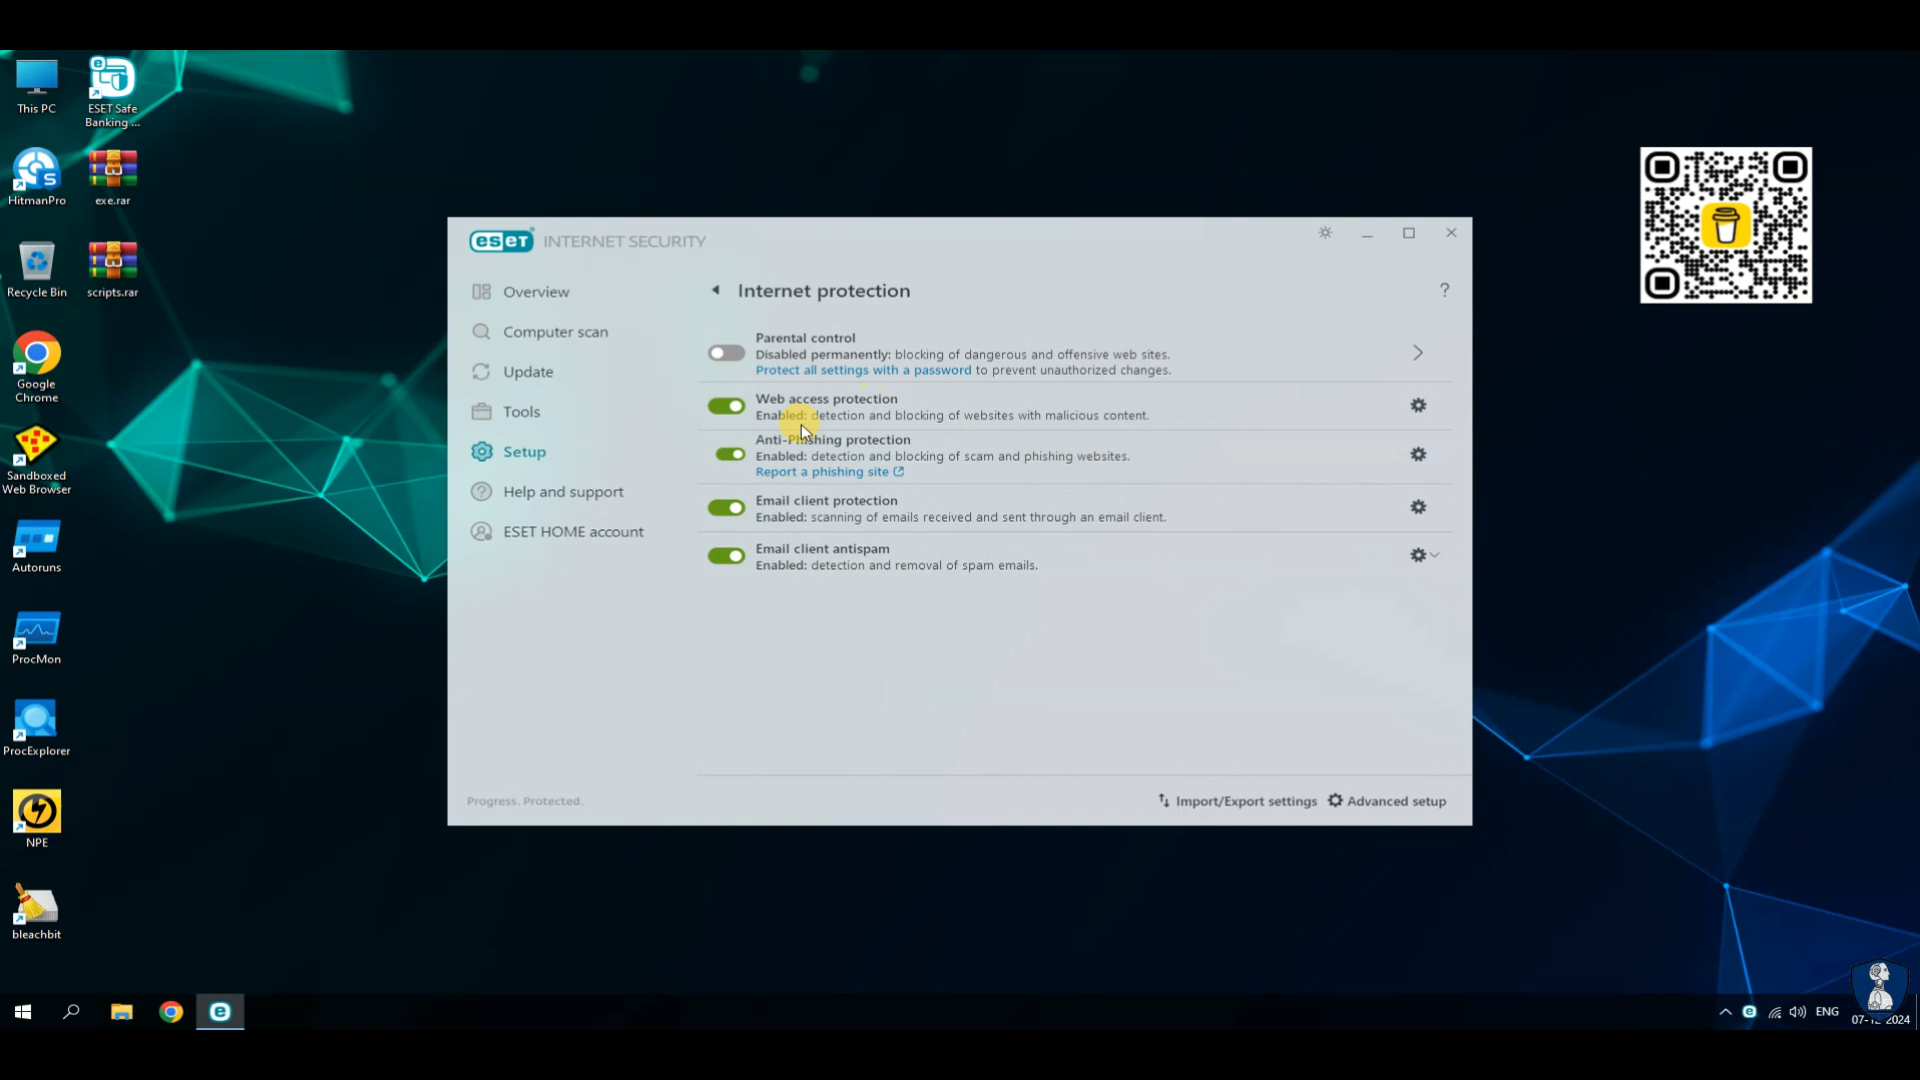 This PC
ESET Safe
Banking ...
HitmanPro
exe.rar
Recycle Bin
scripts.rar
Google
Chrome
Sandboxed
Web Browser
Autoruns
ProcMon
ProcExplorer
NPE
bleachbit
eseT INTERNET SECURITY
Overview
Computer scan
Update
Tools
Setup
Help and support
ESET HOME account
Internet protection
?
Parental control
Disabled permanently: blocking of dangerous and offensive web sites.
Protect all settings with a password to prevent unauthorized changes.
Web access protection
Enabled: detection and blocking of websites with malicious content.
Anti-Phishing protection
Enabled: detection and blocking of scam and phishing websites.
Report a phishing site
Email client protection
Enabled: scanning of emails received and sent through an email client.
Email client antispam
Enabled: detection and removal of spam emails.
Progress. Protected.
Import/Export settings
Advanced setup
ENG
07-12-2024